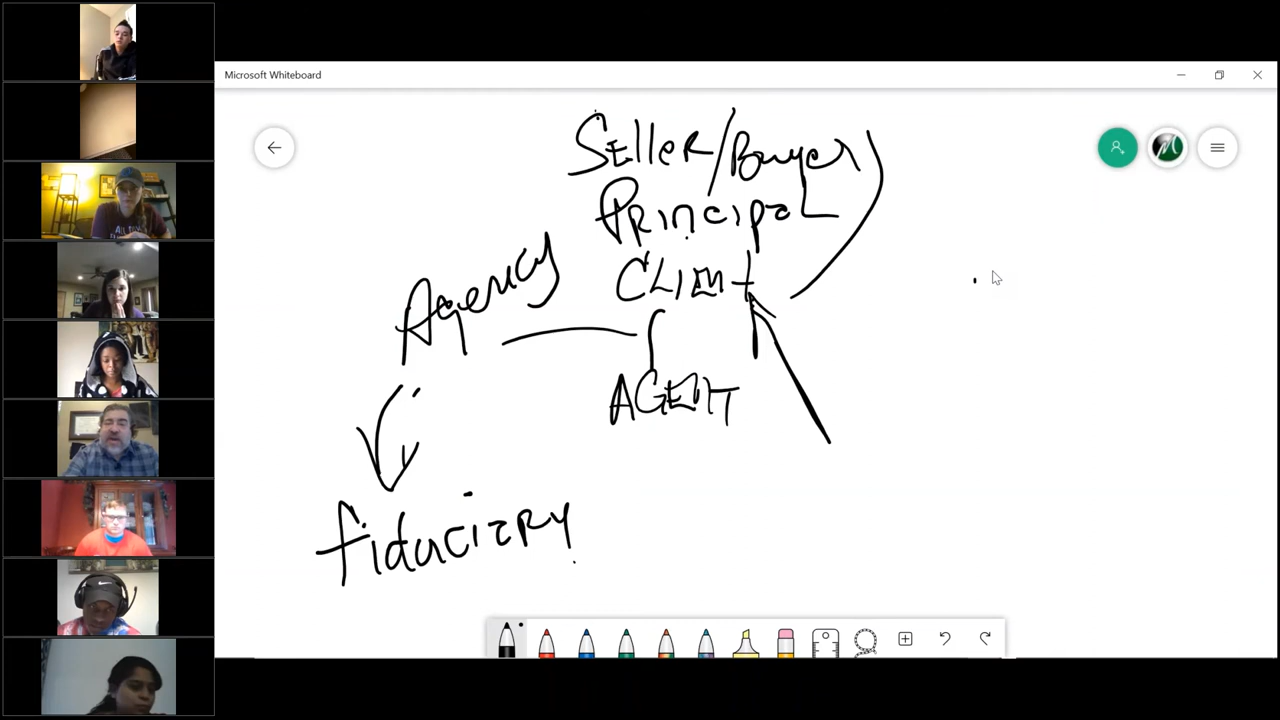 Microsoft Whiteboard
Seller/Buyer
Principal
Client
Agency
AGENT
fiduciary